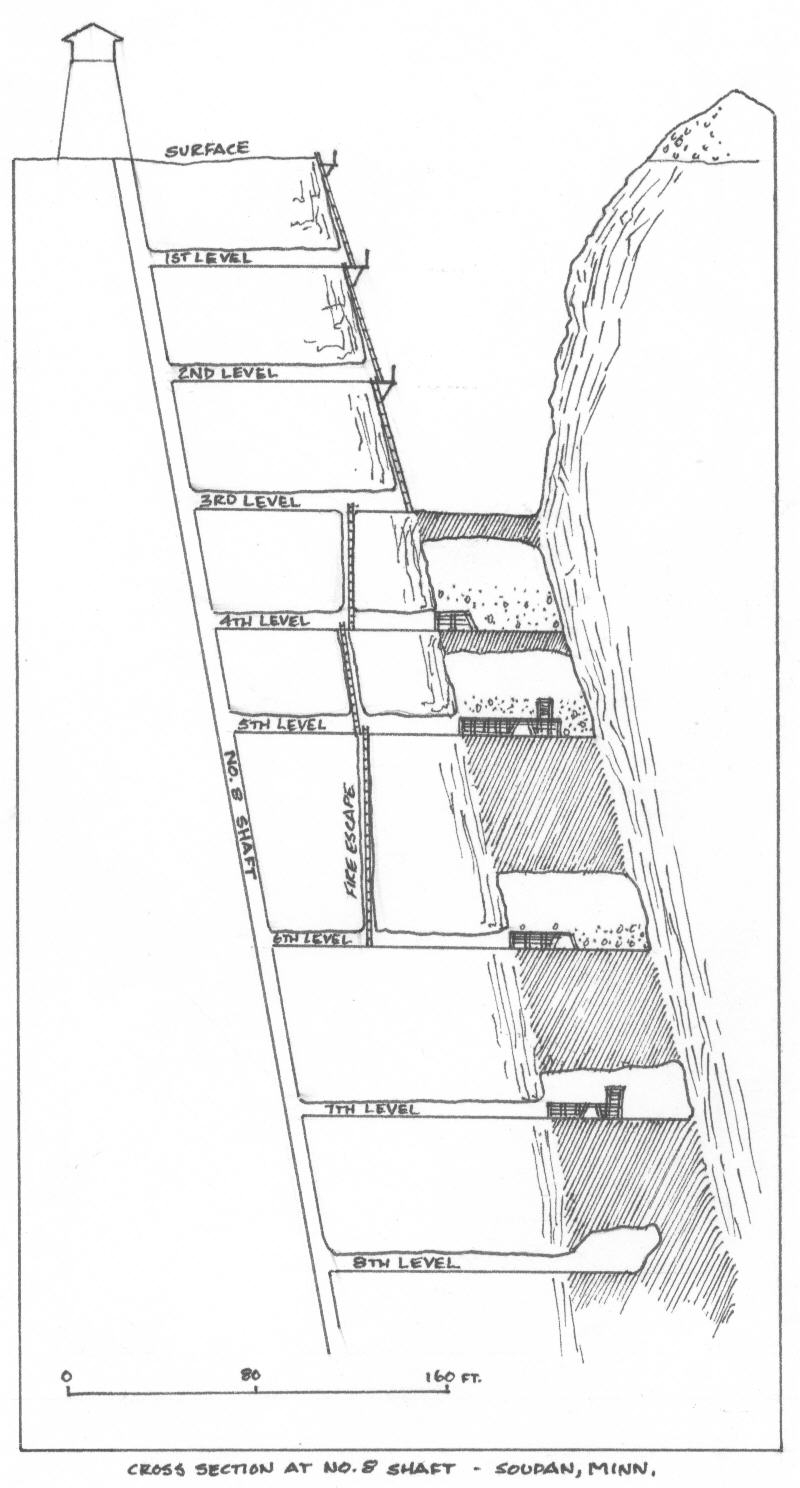 SURFACE
1ST LEVEL
2ND LEVEL
3RD LEVEL
4TH LEVEL
5TH LEVEL
NO. 8 SHAFT
FIRE ESCAPE
6TH LEVEL
7TH LEVEL
8TH LEVEL
0 80 160 FT.
CROSS SECTION AT NO. 8 SHAFT - SOUDAN, MINN.